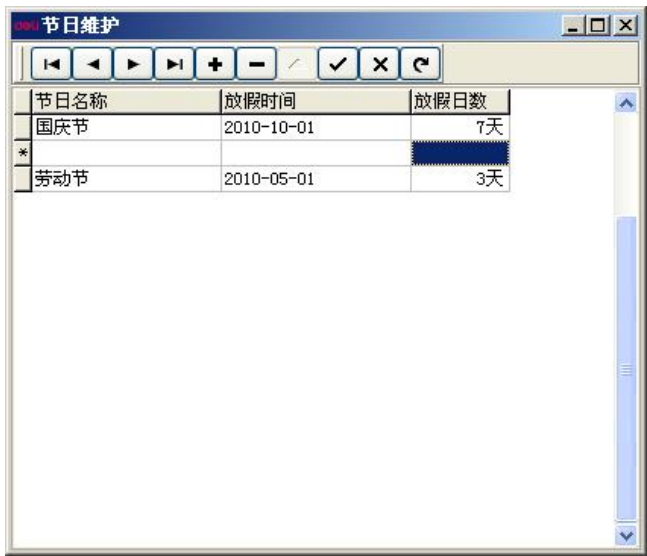 deli 节日维护
节日名称 放假时间 放假日数
国庆节 2010-10-01 7天
*
劳动节 2010-05-01 3天